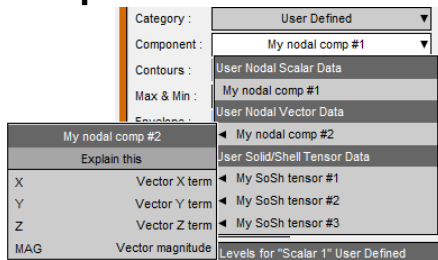 Category : User Defined ▼
Component : My nodal comp #1 ▼
Contours : User Nodal Scalar Data
Max & Min : My nodal comp #1
User Nodal Vector Data
◄ My nodal comp #2
User Solid/Shell Tensor Data
◄ My SoSh tensor #1
◄ My SoSh tensor #2
◄ My SoSh tensor #3
Levels for "Scalar 1" User Defined
My nodal comp #2
Explain this
X Vector X term
Y Vector Y term
Z Vector Z term
MAG Vector magnitude